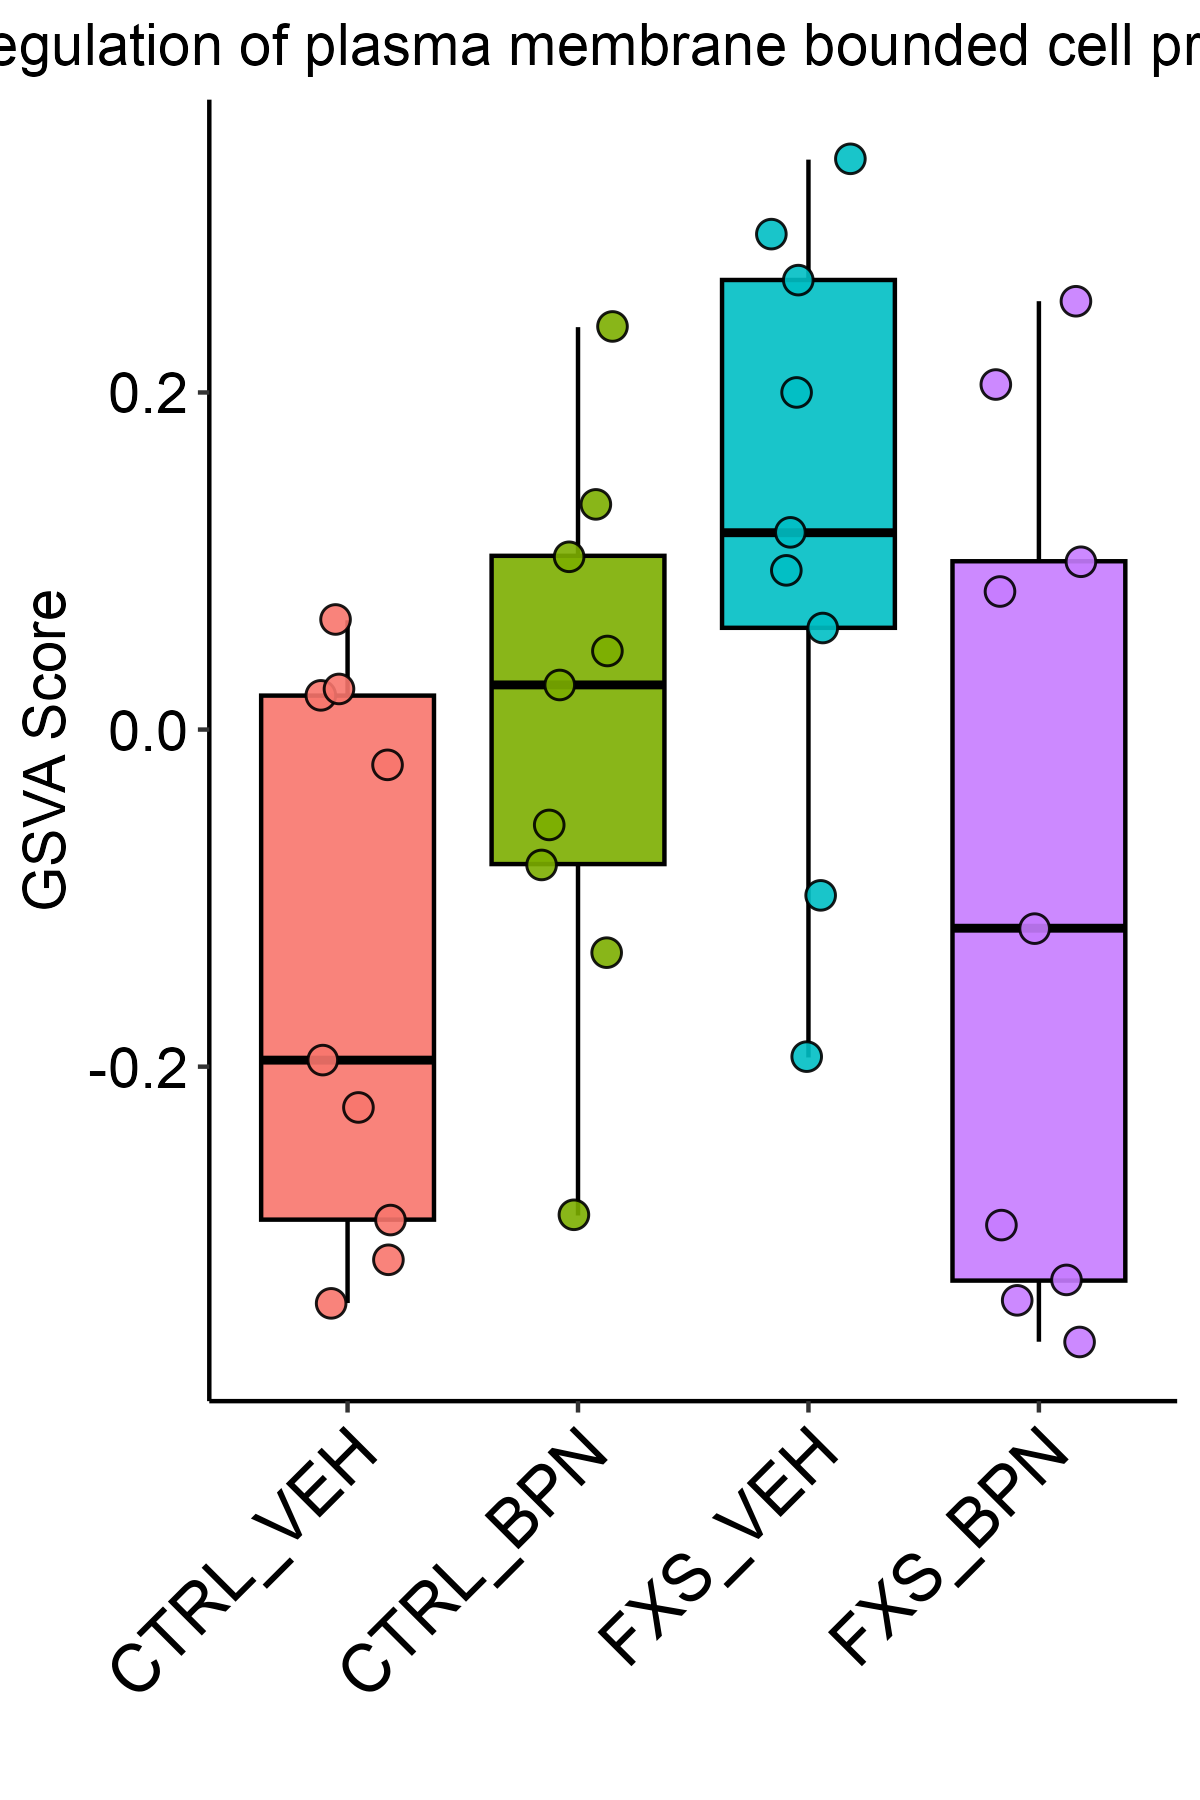 egulation of plasma membrane bounded cell pr
GSVA Score
0.2
0.0
-0.2
CTRL_VEH
CTRL_BPN
FXS_VEH
FXS_BPN